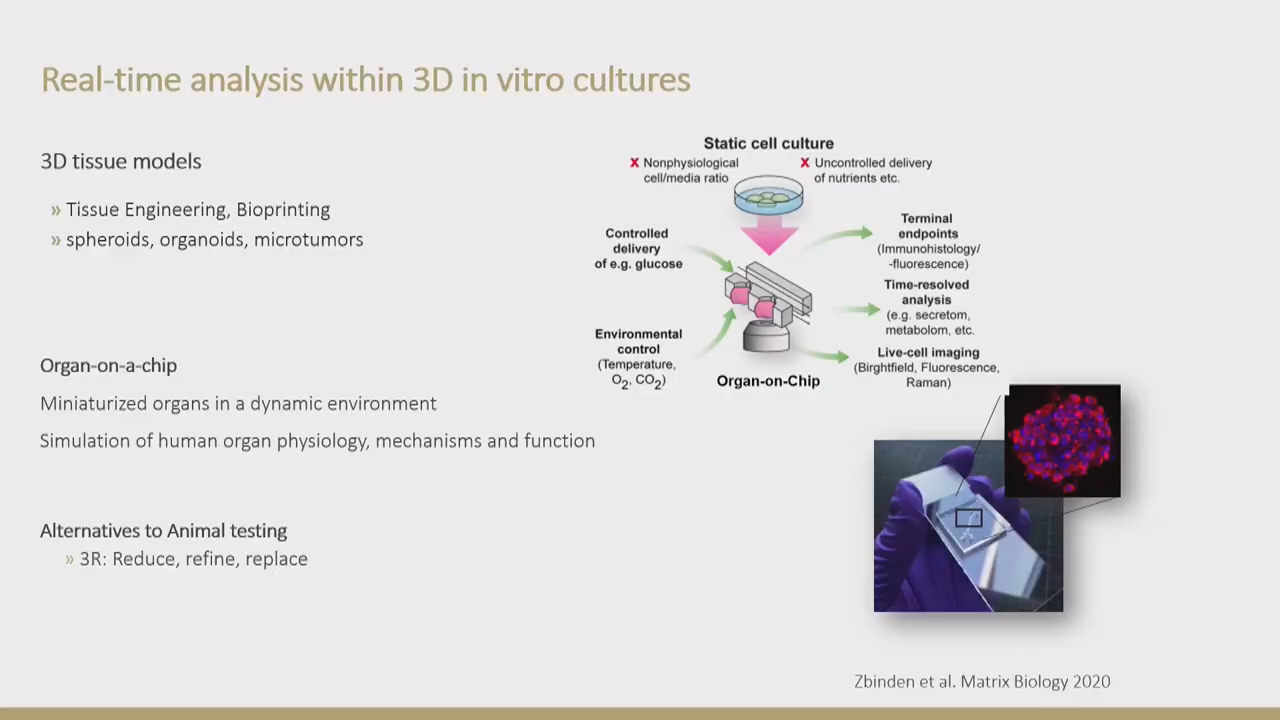 Real-time analysis within 3D in vitro cultures
3D tissue models
» Tissue Engineering, Bioprinting
» spheroids, organoids, microtumors
Organ-on-a-chip
Miniaturized organs in a dynamic environment
Simulation of human organ physiology, mechanisms and function
Alternatives to Animal testing
» 3R: Reduce, refine, replace
Static cell culture
X Nonphysiological
cell/media ratio
X Uncontrolled delivery
of nutrients etc.
Controlled
delivery
of e.g. glucose
Environmental
control
(Temperature,
O2, CO2)
Organ-on-Chip
Terminal
endpoints
(Immunohistology/
-fluorescence)
Time-resolved
analysis
(e.g. secretom,
metabolom, etc.
Live-cell imaging
(Birghtfield, Fluorescence,
Raman)
Zbinden et al. Matrix Biology 2020